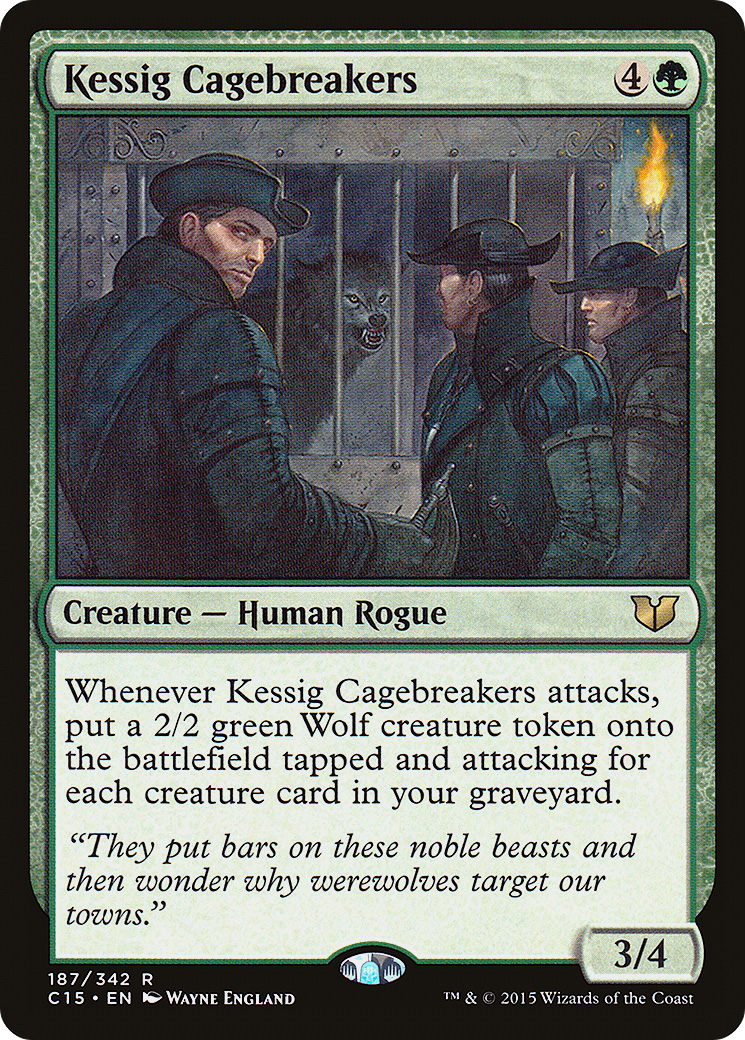 Kessig Cagebreakers 4
Creature — Human Rogue
Whenever Kessig Cagebreakers attacks,
put a 2/2 green Wolf creature token onto
the battlefield tapped and attacking for
each creature card in your graveyard.
“They put bars on these noble beasts and
then wonder why werewolves target our
towns.”
3/4
187/342 R
C15 • EN Wayne England
™ & © 2015 Wizards of the Coast